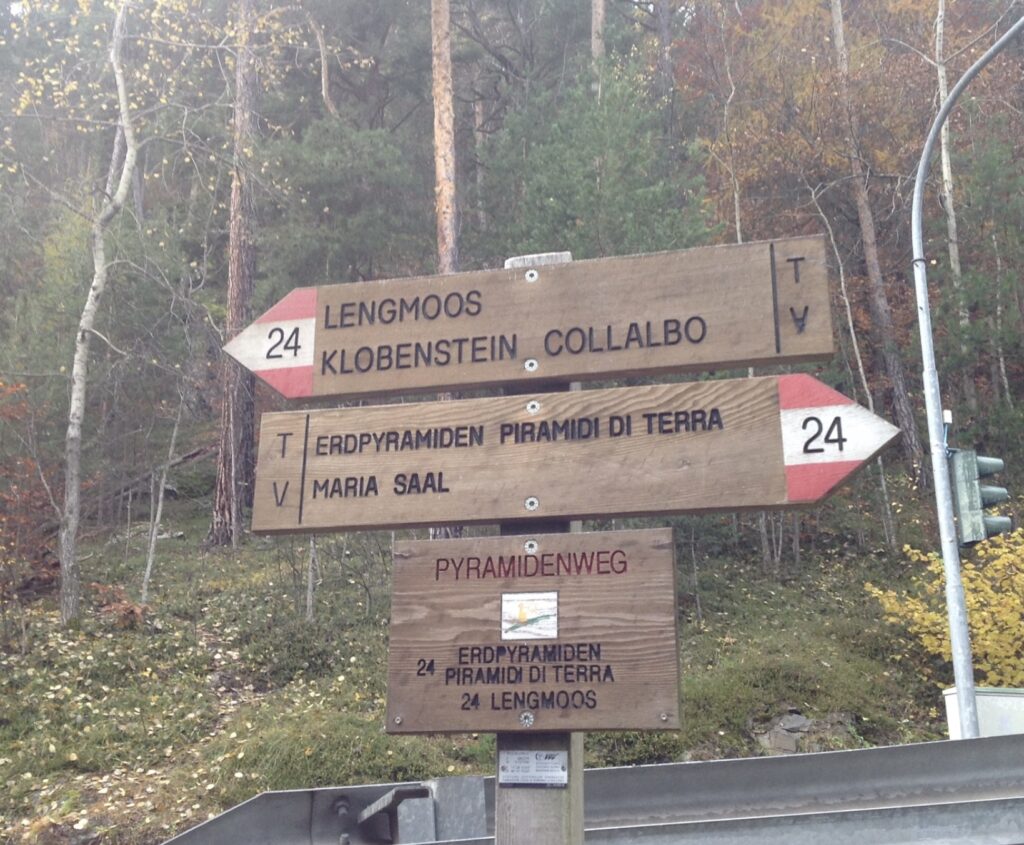 LENGMOOS
KLOBENSTEIN COLLALBO
24
T
V
ERDPYRAMIDEN PIRAMIDI DI TERRA
MARIA SAAL
24
T
V
PYRAMIDENWEG
ERDPYRAMIDEN
24 PIRAMIDI DI TERRA
24 LENGMOOS